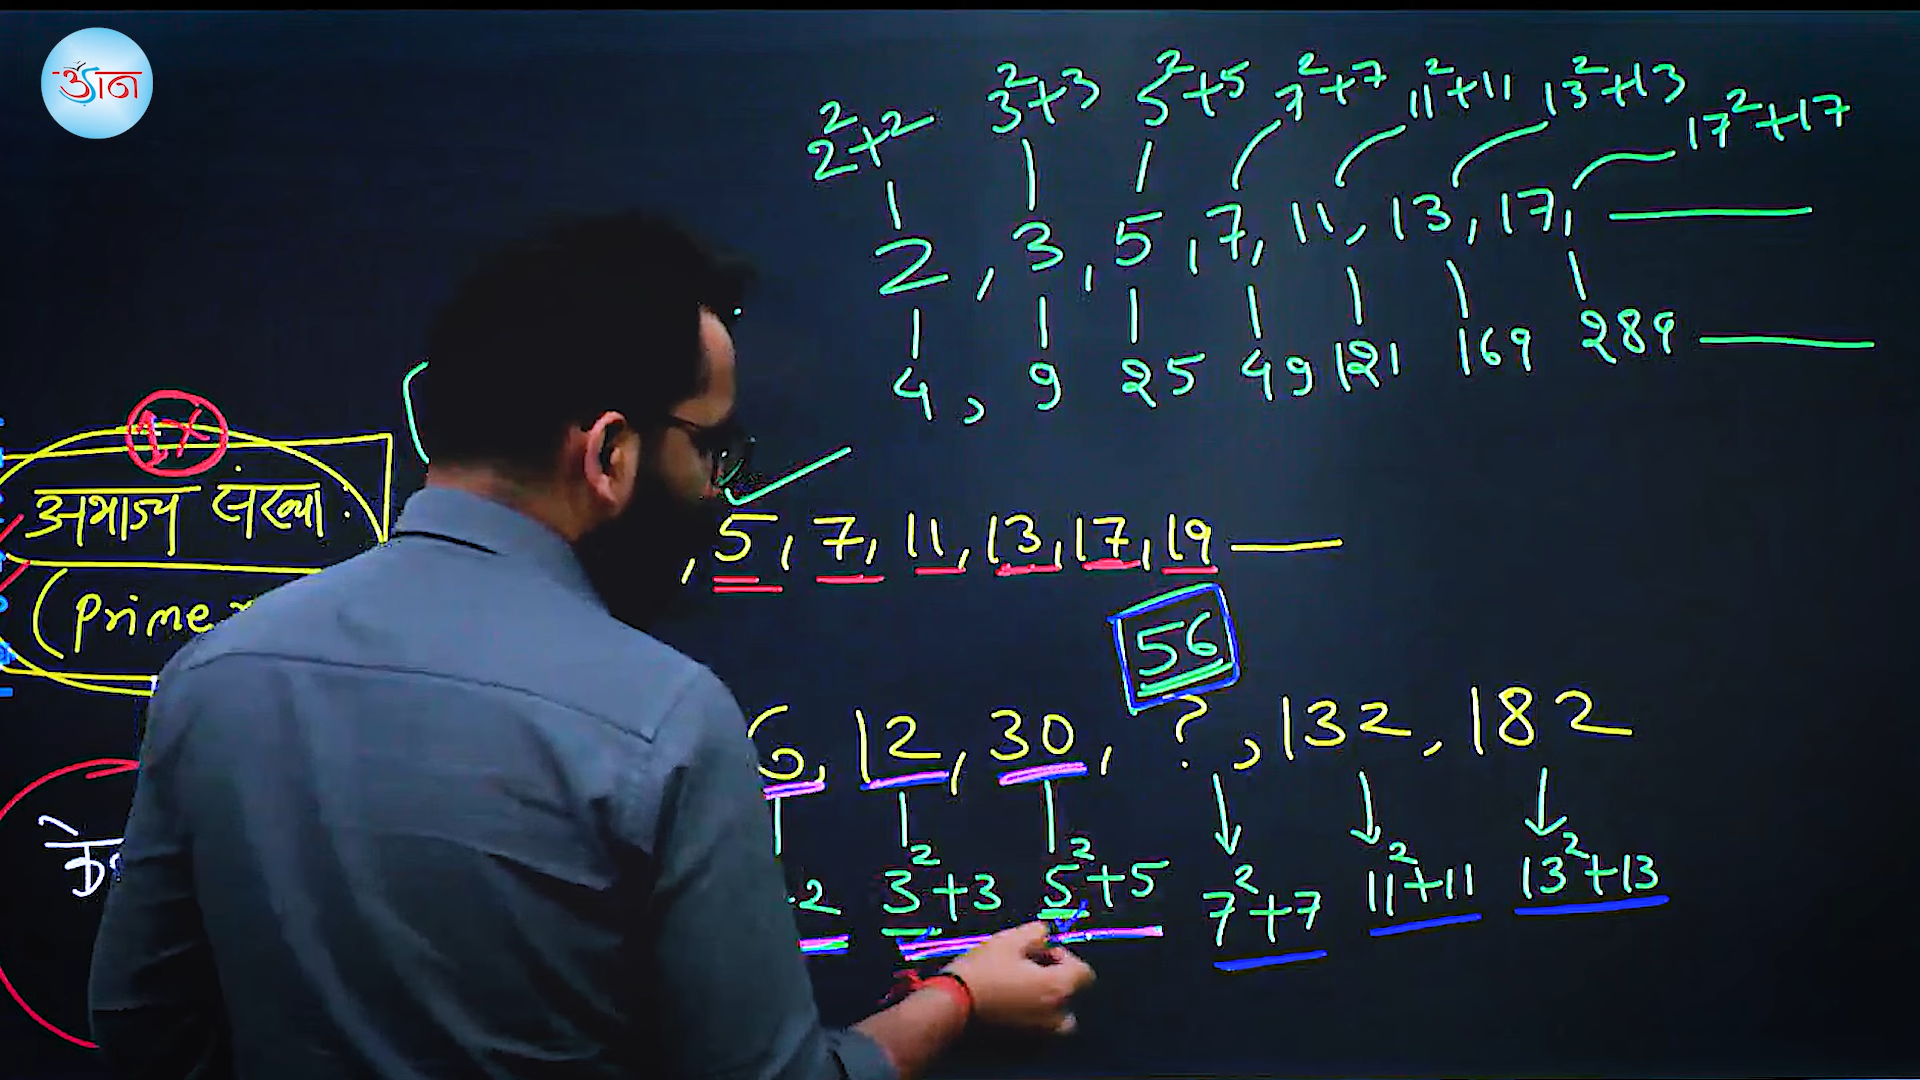 उड़ान
2²+2 3²+3 5²+5 7²+7 11²+11 13²+13 17²+17
2, 3, 5, 7, 11, 13, 17,
4, 9 25 49 121 169 289
1x
अभाज्य संख्या.
(Prime
, 5, 7, 11, 13, 17, 19
56
6, 12, 30, ?, 132, 182
2 3²+3 5²+5 7²+7 11²+11 13²+13